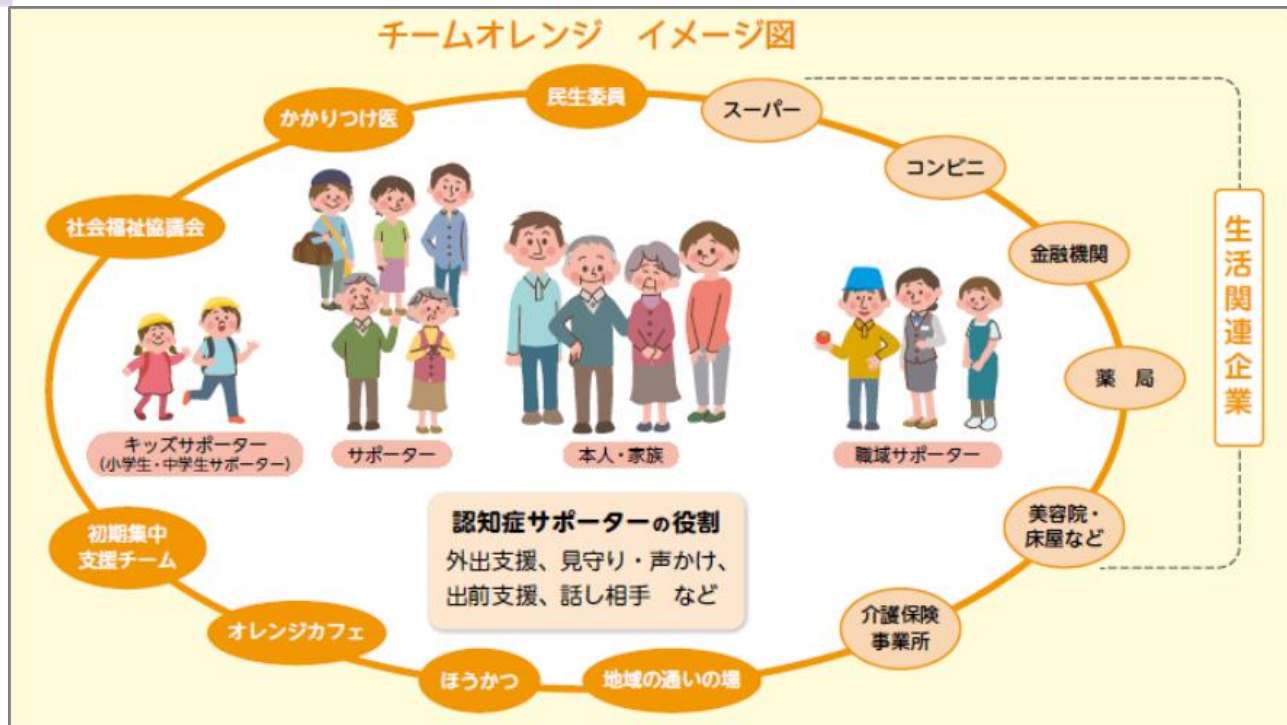 チームオレンジ　イメージ図
民生委員
スーパー
かかりつけ医
コンビニ
社会福祉協議会
金融機関
生活関連企業
薬　局
キッズサポーター
(小学生・中学生サポーター)
サポーター
本人・家族
職域サポーター
認知症サポーターの役割
外出支援、見守り・声かけ、
出前支援、話し相手　など
初期集中
支援チーム
美容院・
床屋など
オレンジカフェ
介護保険
事業所
ほうかつ
地域の通いの場